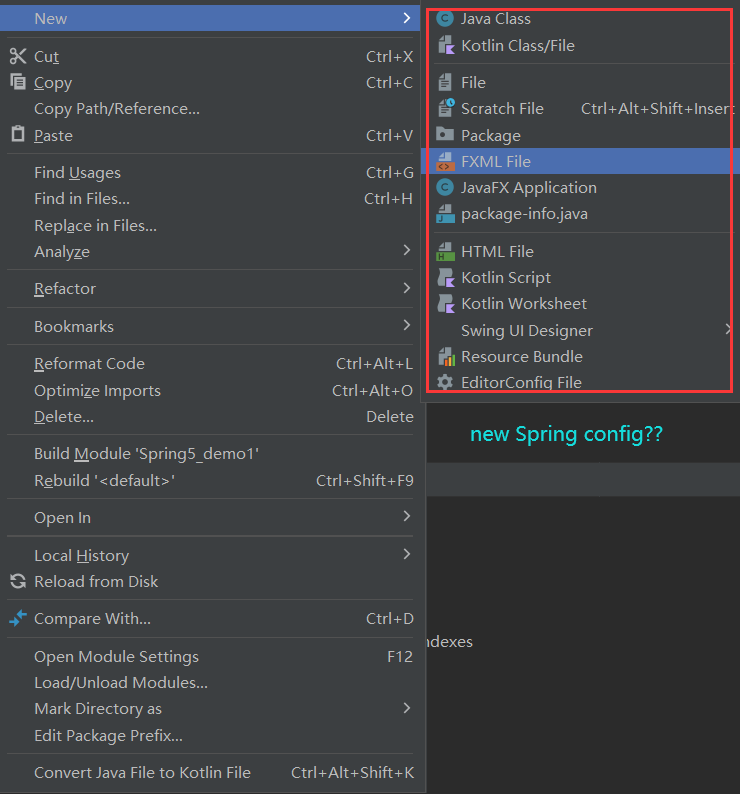 New
Cut Ctrl+X
Copy Ctrl+C
Copy Path/Reference...
Paste Ctrl+V
Find Usages Ctrl+G
Find in Files... Ctrl+H
Replace in Files...
Analyze
Refactor
Bookmarks
Reformat Code Ctrl+Alt+L
Optimize Imports Ctrl+Alt+O
Delete... Delete
Build Module 'Spring5_demo1'
Rebuild '<default>' Ctrl+Shift+F9
Open In
Local History
Reload from Disk
Compare With... Ctrl+D
Open Module Settings F12
Load/Unload Modules...
Mark Directory as
Edit Package Prefix...
Convert Java File to Kotlin File Ctrl+Alt+Shift+K
Java Class
Kotlin Class/File
File
Scratch File Ctrl+Alt+Shift+Insert
Package
FXML File
JavaFX Application
package-info.java
HTML File
Kotlin Script
Kotlin Worksheet
Swing UI Designer
Resource Bundle
EditorConfig File
new Spring config??